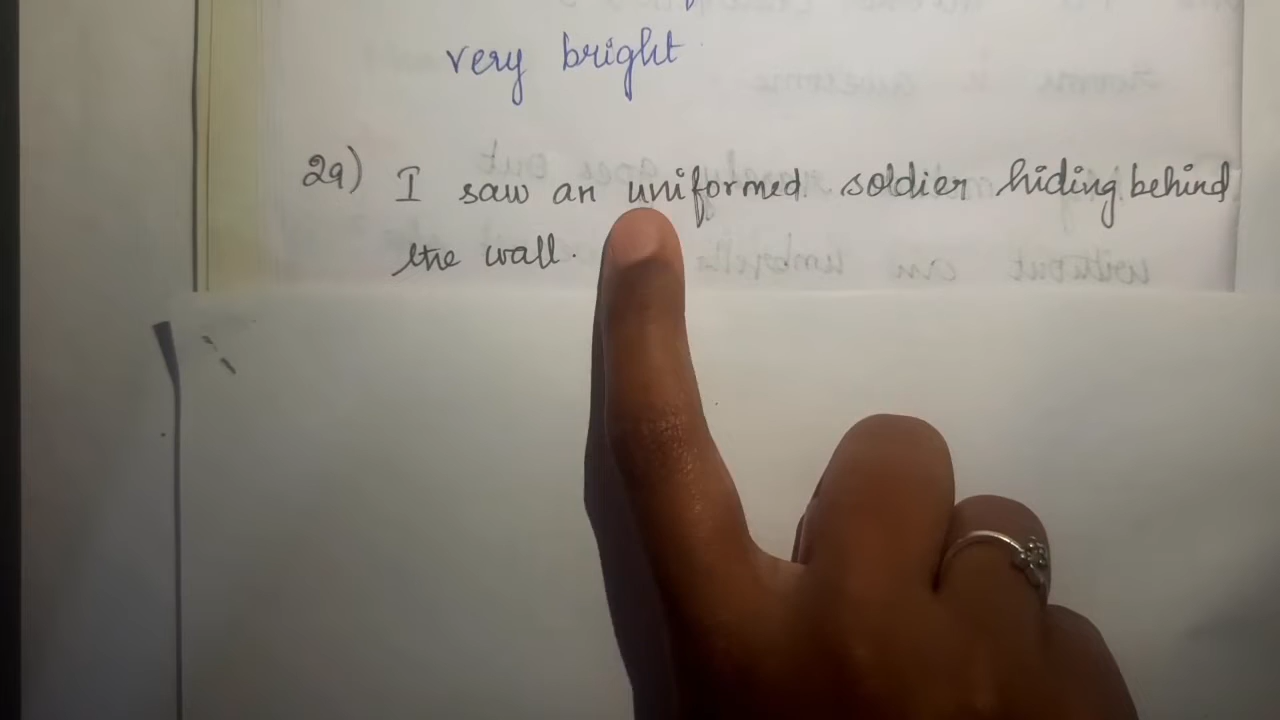 very bright
29) I saw an uniformed soldier hiding behind
the wall.